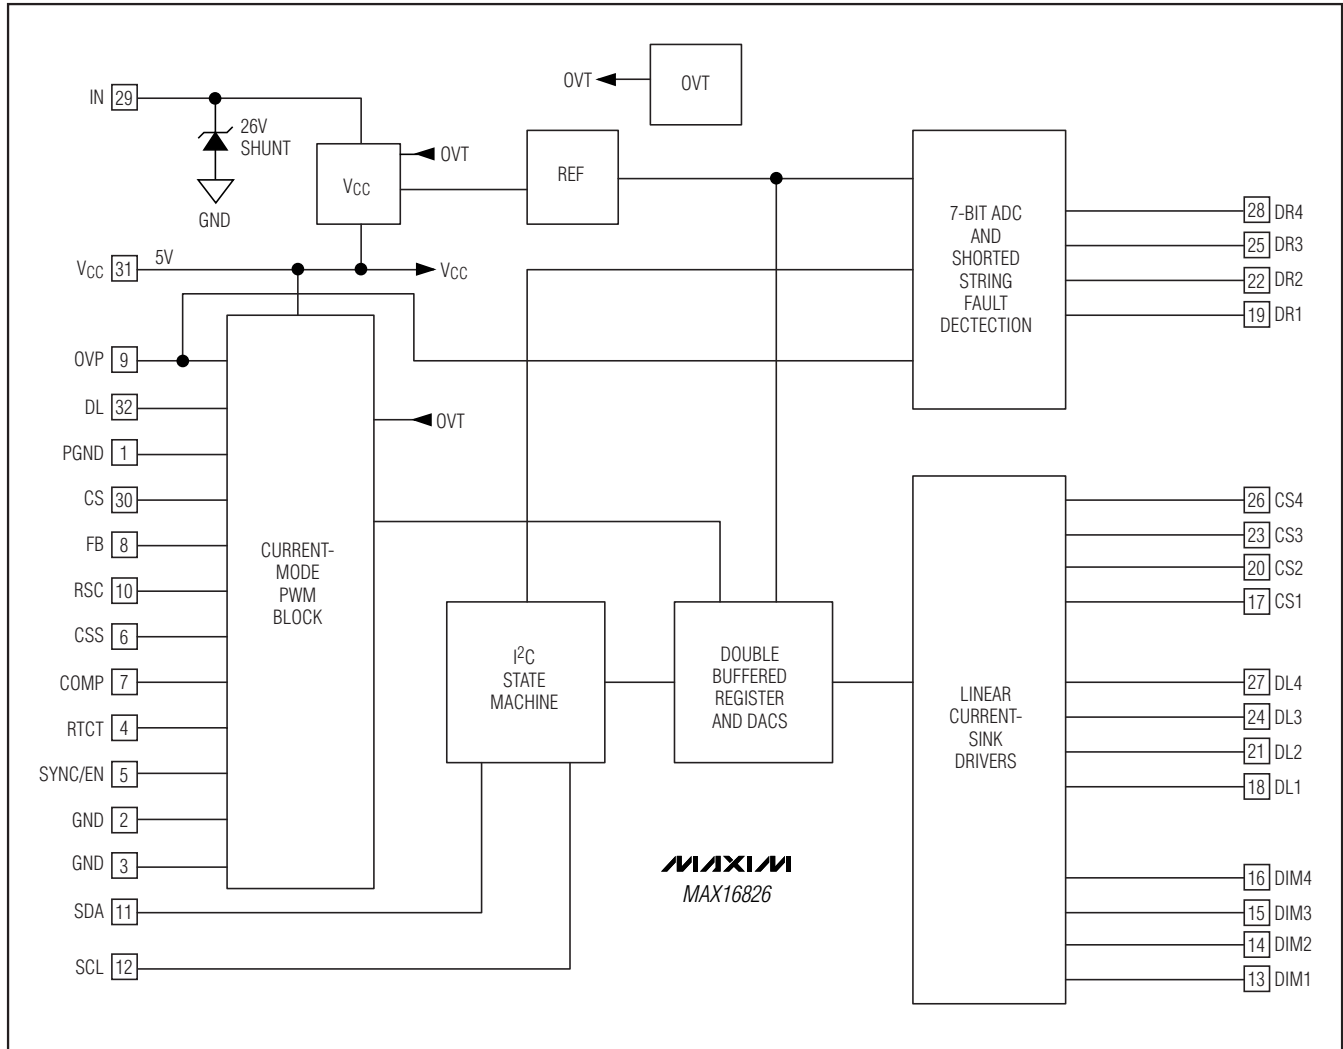 OVT
OVT
IN 29
26V
SHUNT
GND
VCC
OVT
REF
7-BIT ADC
AND
SHORTED
STRING
FAULT
DECTECTION
28 DR4
25 DR3
22 DR2
19 DR1
VCC 31
5V
VCC
OVP 9
DL 32
PGND 1
CS 30
FB 8
RSC 10
CSS 6
COMP 7
RTCT 4
SYNC/EN 5
GND 2
GND 3
SDA 11
SCL 12
OVT
CURRENT-
MODE
PWM
BLOCK
I2C
STATE
MACHINE
DOUBLE
BUFFERED
REGISTER
AND DACS
LINEAR
CURRENT-
SINK
DRIVERS
26 CS4
23 CS3
20 CS2
17 CS1
27 DL4
24 DL3
21 DL2
18 DL1
16 DIM4
15 DIM3
14 DIM2
13 DIM1
MAXIM
MAX16826